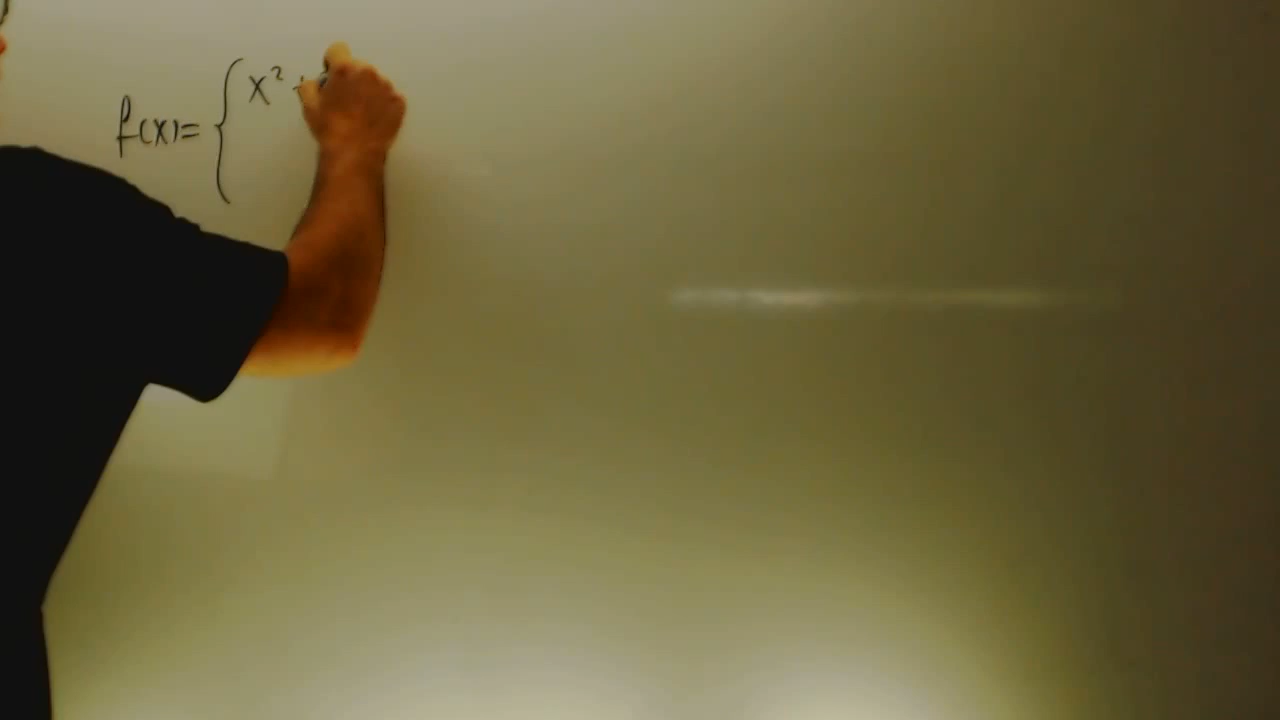 f(x)= { x² +